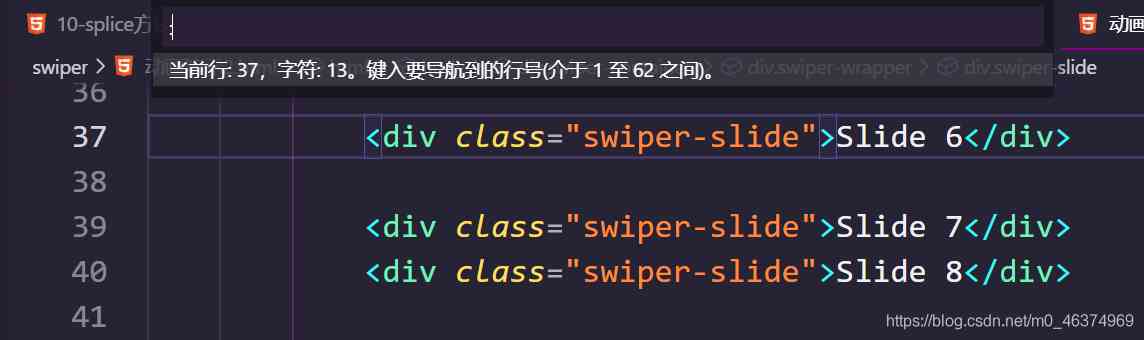 10-splice方
:
动画
swiper
当前行: 37，字符: 13。键入要导航到的行号(介于 1 至 62 之间)。
div.swiper-wrapper
div.swiper-slide
36
37 <div class="swiper-slide">Slide 6</div>
38
39 <div class="swiper-slide">Slide 7</div>
40 <div class="swiper-slide">Slide 8</div>
41
https://blog.csdn.net/m0_46374969